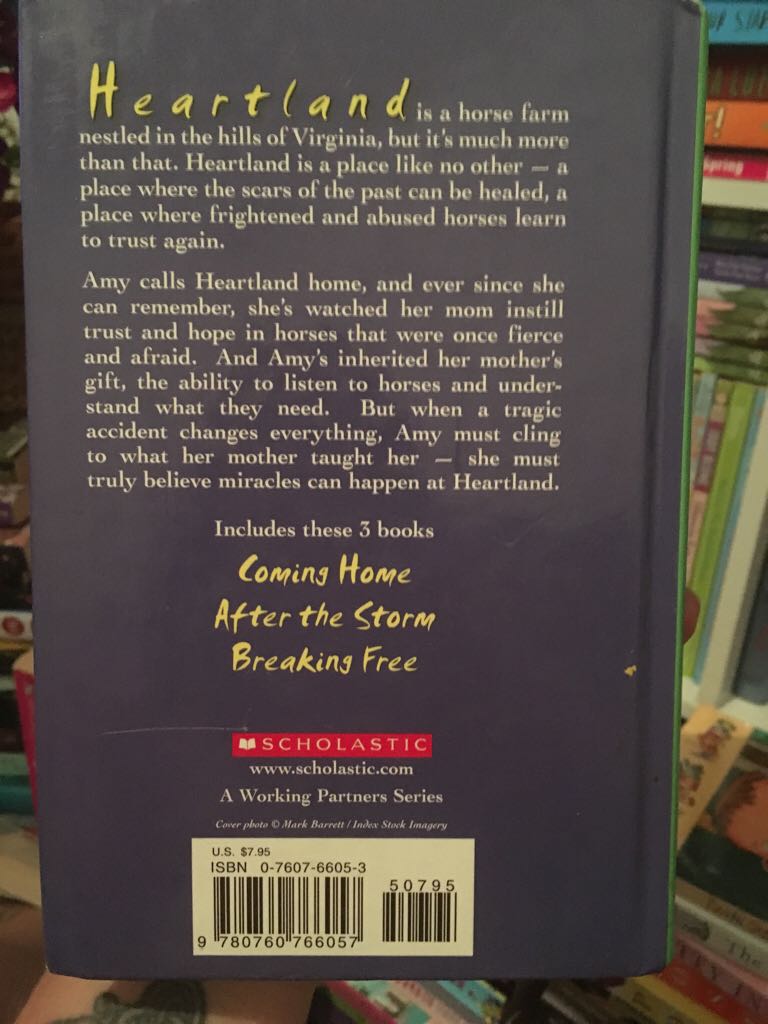 Heartland is a horse farm
nestled in the hills of Virginia, but it's much more
than that. Heartland is a place like no other — a
place where the scars of the past can be healed, a
place where frightened and abused horses learn
to trust again.
Amy calls Heartland home, and ever since she
can remember, she's watched her mom instill
trust and hope in horses that were once fierce
and afraid. And Amy's inherited her mother's
gift, the ability to listen to horses and under-
stand what they need. But when a tragic
accident changes everything, Amy must cling
to what her mother taught her — she must
truly believe miracles can happen at Heartland.
Includes these 3 books
Coming Home
After the Storm
Breaking Free
SCHOLASTIC
www.scholastic.com
A Working Partners Series
Cover photo © Mark Barrett / Index Stock Imagery
U.S. $7.95
ISBN 0-7607-6605-3
50795
9 780760 766057
spring
The